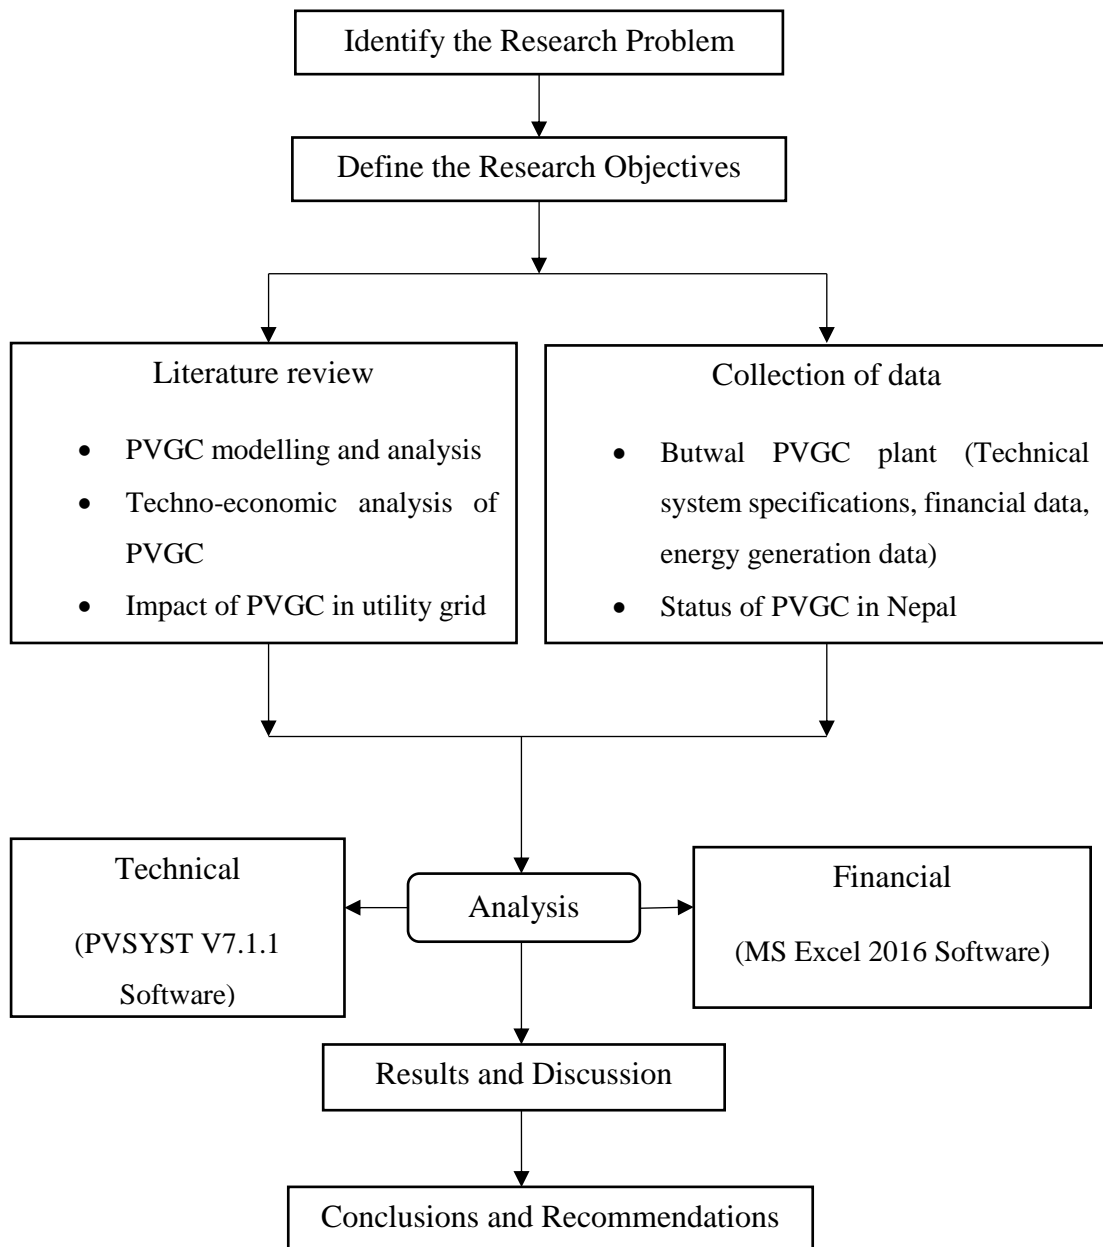 Identify the Research Problem
Define the Research Objectives
Literature review
• PVGC modelling and analysis
• Techno-economic analysis of
PVGC
• Impact of PVGC in utility grid
Collection of data
• Butwal PVGC plant (Technical
system specifications, financial data,
energy generation data)
• Status of PVGC in Nepal
Technical
(PVSYST V7.1.1
Software)
Analysis
Financial
(MS Excel 2016 Software)
Results and Discussion
Conclusions and Recommendations